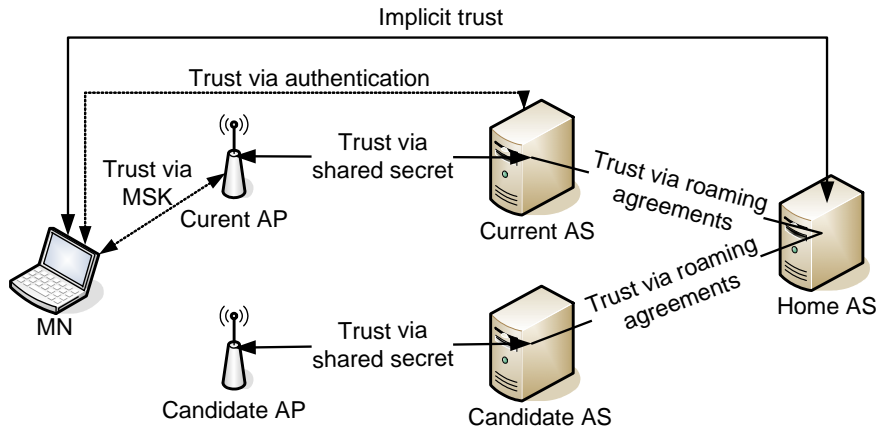 Implicit trust
Trust via authentication
Trust via
shared secret
Trust via
MSK
Trust via roaming
agreements
Curent AP
Current AS
Home AS
MN
Trust via roaming
agreements
Trust via
shared secret
Candidate AP
Candidate AS